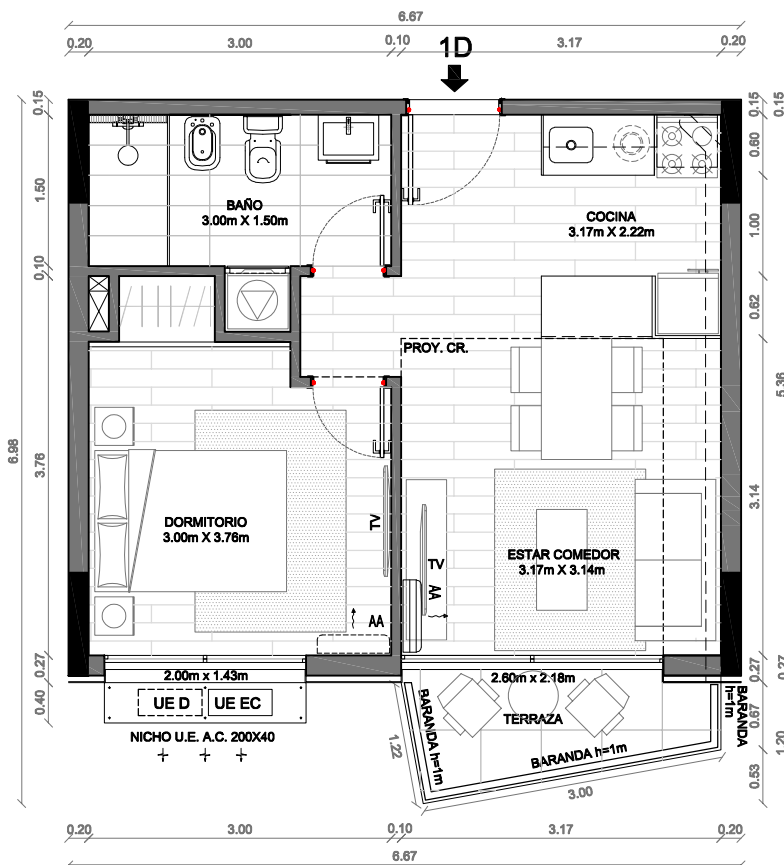 6.67
0.20
3.00
0.10
3.17
0.20
1D
0.15
0.15
0.15
0.60
1.50
BAÑO
3.00m X 1.50m
COCINA
3.17m X 2.22m
1.00
0.10
0.62
PROY. CR.
5.36
6.98
3.76
3.14
DORMITORIO
3.00m X 3.76m
TV
ESTAR COMEDOR
3.17m X 3.14m
TV
AA
AA
0.27
2.00m x 1.43m
2.60m x 2.18m
0.27
0.27
0.40
UE D
UE EC
BARANDA h=1m
TERRAZA
BARANDA
h=1m
0.67
NICHO U.E. A.C. 200X40
1.22
BARANDA h=1m
1.20
0.53
3.00
0.20
3.00
0.10
3.17
0.20
6.67